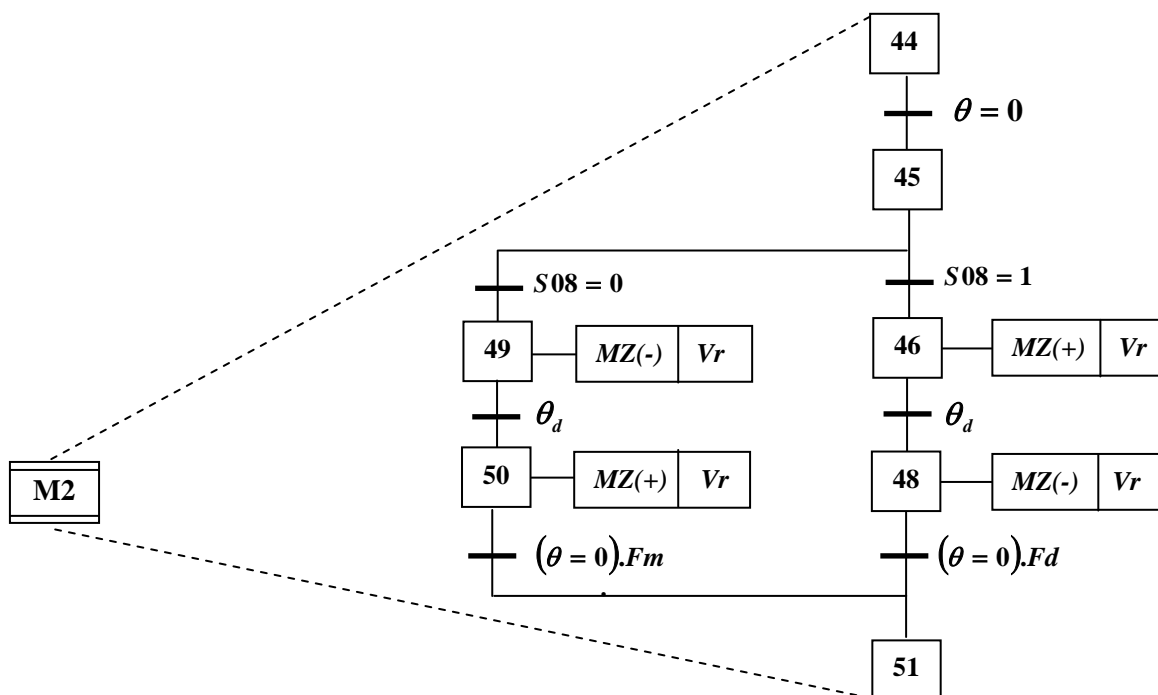 44
θ = 0
45
S08 = 0
S08 = 1
49
MZ(-) Vr
46
MZ(+) Vr
θd
θd
M2
50
MZ(+) Vr
48
MZ(-) Vr
(θ = 0).Fm
(θ = 0).Fd
51